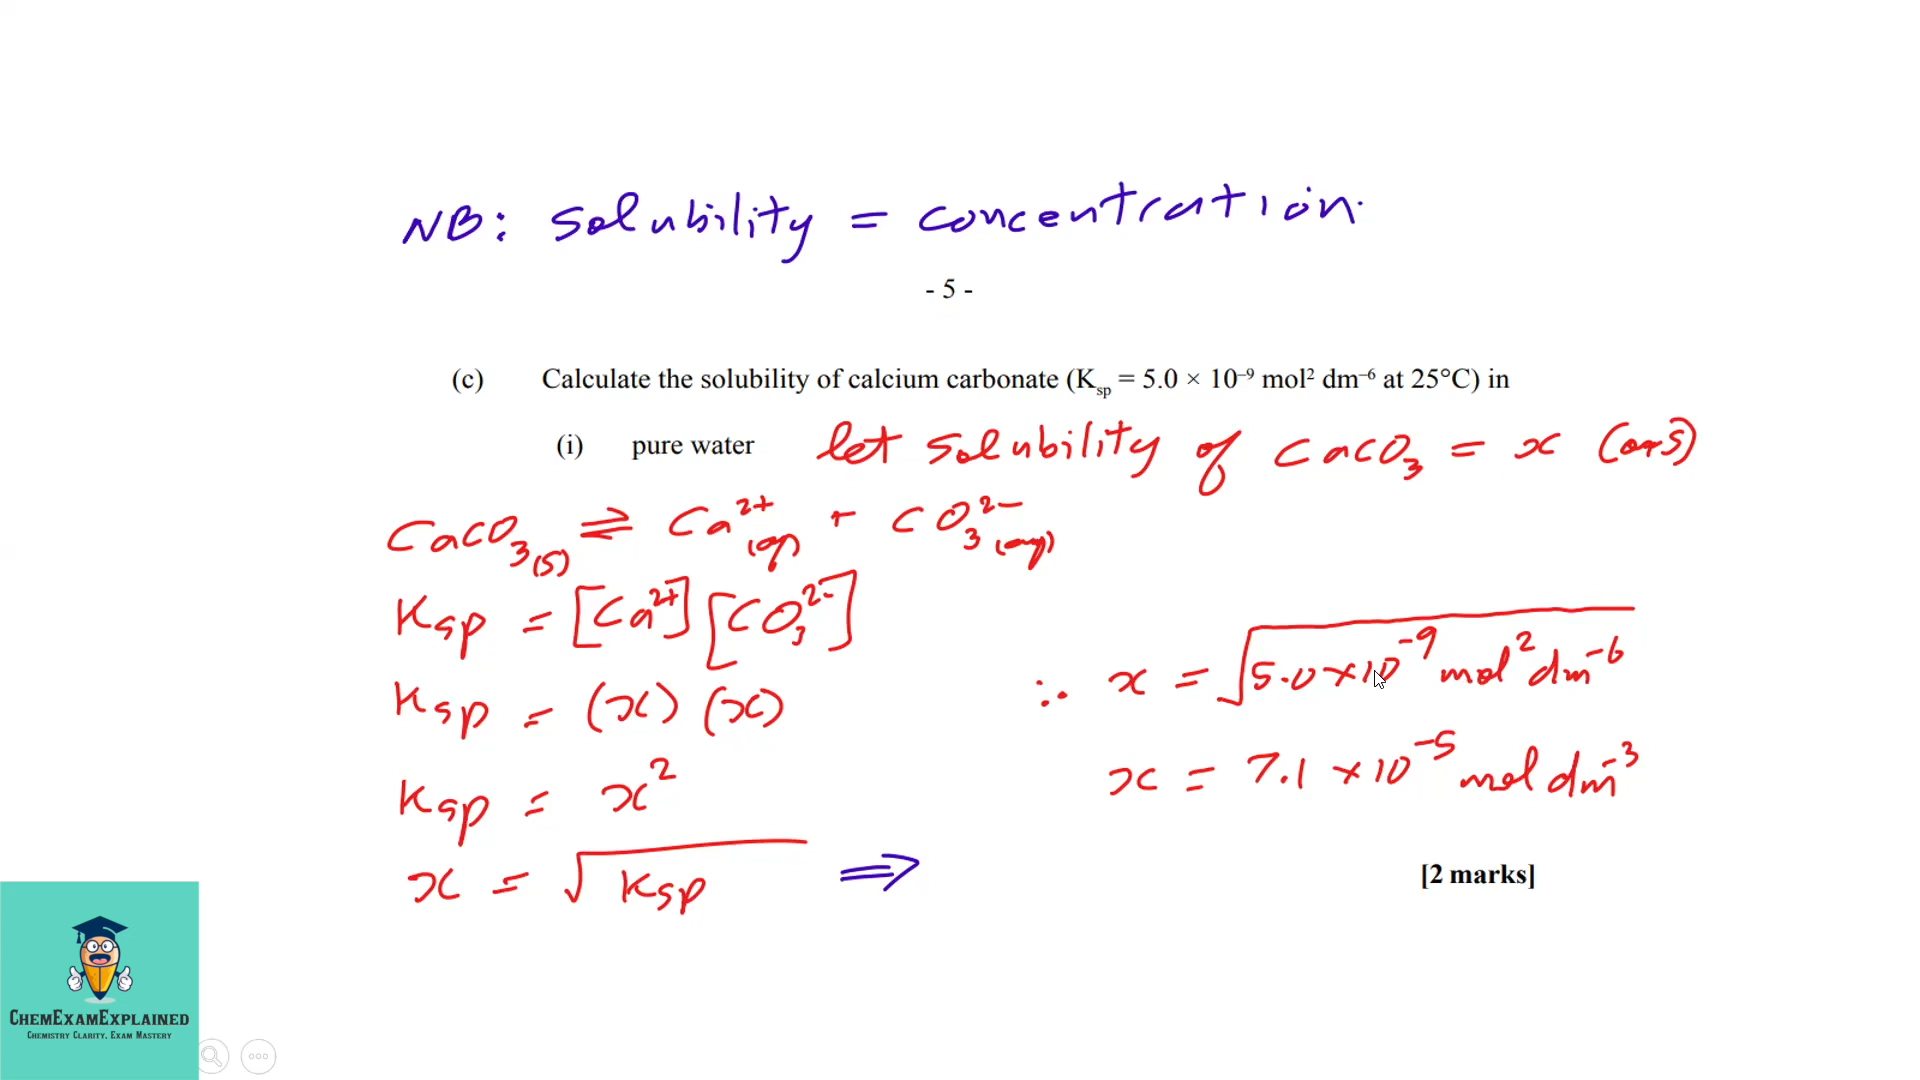 NB: Solubility = concentration.
- 5 -
(c) Calculate the solubility of calcium carbonate (Ksp = 5.0 × 10⁻⁹ mol² dm⁻⁶ at 25°C) in
(i) pure water let solubility of CaCO₃ = x (or s)
CaCO₃(s) ⇌ Ca²⁺(aq) + CO₃²⁻(aq)
Ksp = [Ca²⁺] [CO₃²⁻]
Ksp = (x) (x)
Ksp = x²
x = √Ksp ⇒
∴ x = √5.0 × 10⁻⁹ mol² dm⁻⁶
x = 7.1 × 10⁻⁵ mol dm⁻³
[2 marks]
CHEMEXAMEXPLAINED
CHEMISTRY CLARITY, EXAM MASTERY